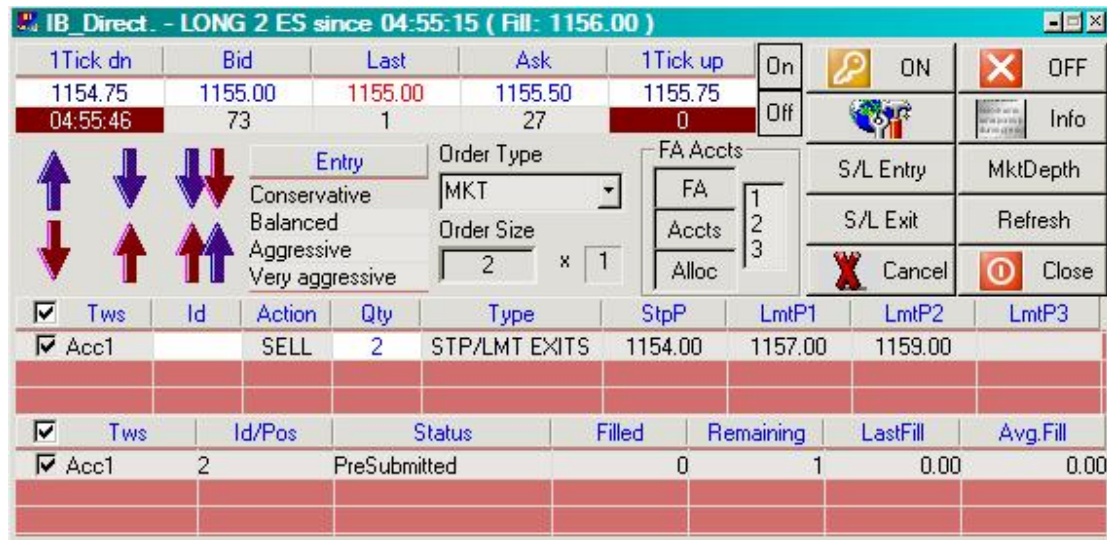 IB_Direct. - LONG 2 ES since 04:55:15 ( Fill: 1156.00 )
1Tick dn Bid Last Ask 1Tick up On ON OFF
1154.75 1155.00 1155.00 1155.50 1155.75
04:55:46 73 1 27 0 Off Info
Entry Order Type FA Accts S/L Entry MktDepth
Conservative MKT FA 1
Balanced Order Size Accts 2 S/L Exit Refresh
Aggressive 2 x 1 3
Very aggressive Alloc Cancel Close
Tws Id Action Qty Type StpP LmtP1 LmtP2 LmtP3
Acc1 SELL 2 STP/LMT EXITS 1154.00 1157.00 1159.00
Tws Id/Pos Status Filled Remaining LastFill Avg.Fill
Acc1 2 PreSubmitted 0 1 0.00 0.00